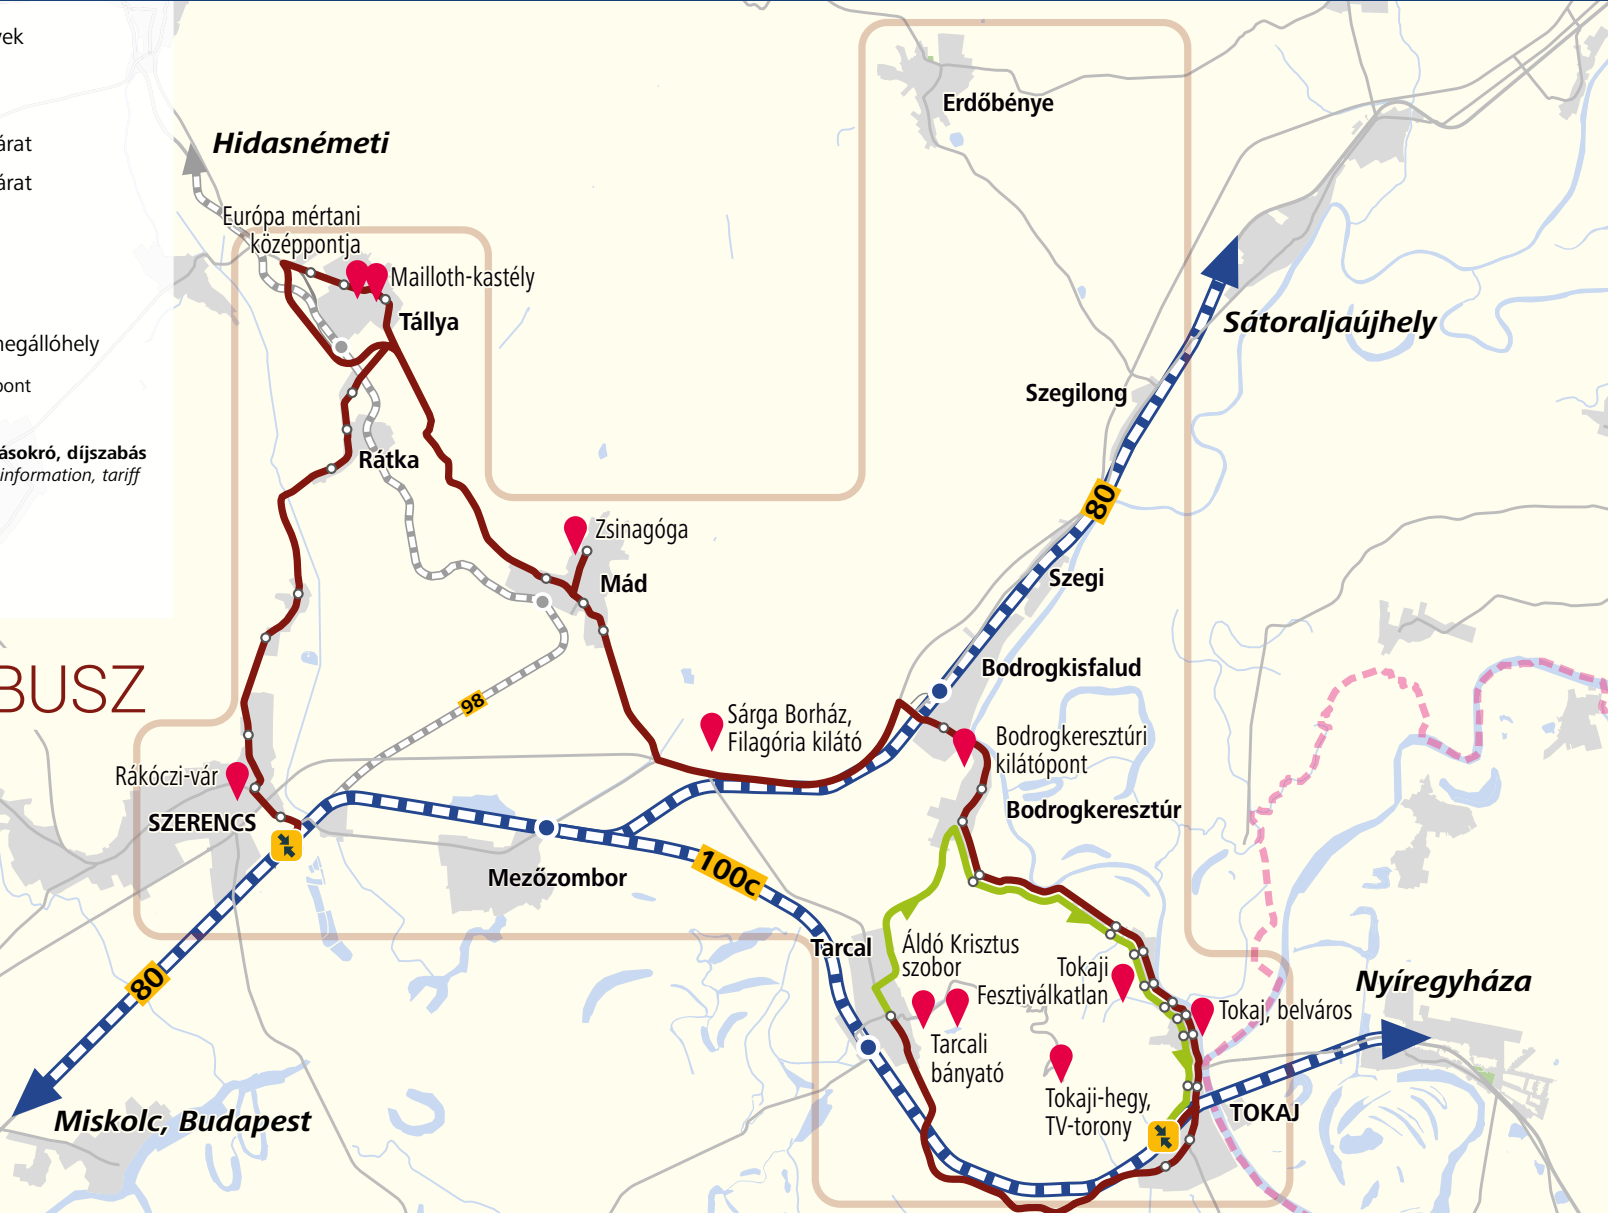 árat
árat
megállóhely
pont
ásokró, díjszabás
information, tariff
BUSZ
Hidasnémeti
Európa mértani
középpontja
Mailloth-kastély
Tállya
Rátka
Zsinagóga
Mád
98
Rákóczi-vár
SZERENCS
Mezőzombor
80
Miskolc, Budapest
Erdőbénye
Sátoraljaújhely
Szegilong
80
Szegi
Bodrogkisfalud
Sárga Borház,
Filagória kilátó
Bodrogkeresztúri
kilátópont
Bodrogkeresztúr
100c
Tarcal
Áldó Krisztus
szobor
Tokaji
Fesztiválkatlan
Tokaj, belváros
Tarcali
bányató
Tokaji-hegy,
TV-torony
TOKAJ
Nyíregyháza